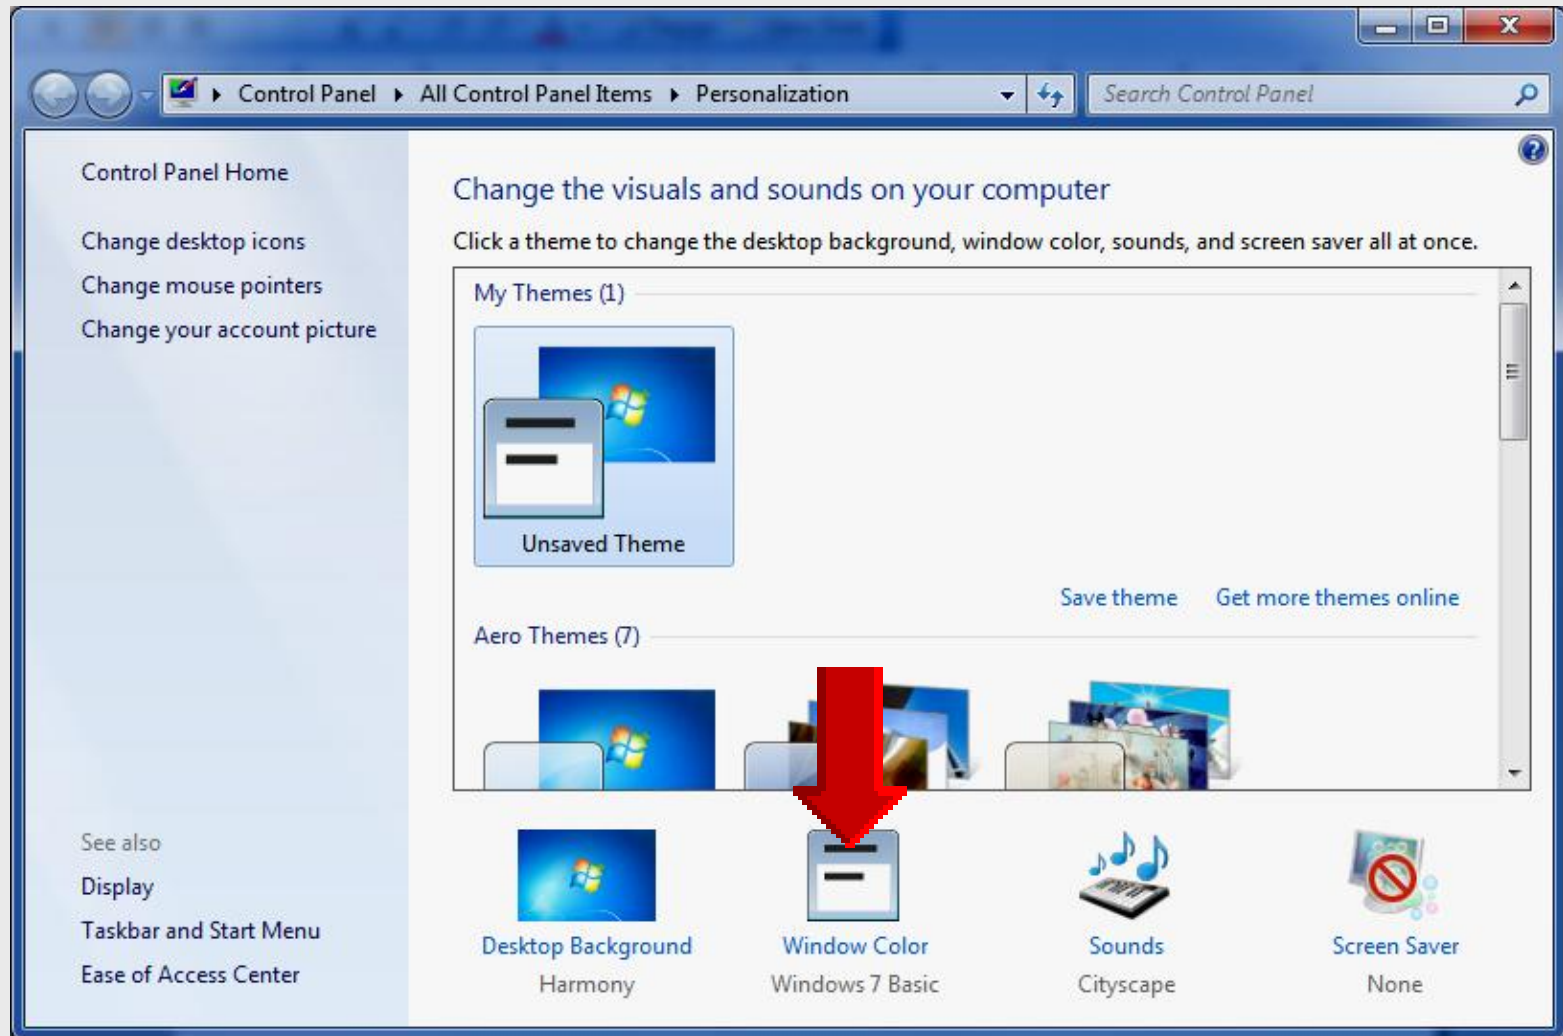 Control Panel ▸ All Control Panel Items ▸ Personalization
Search Control Panel
Control Panel Home
Change desktop icons
Change mouse pointers
Change your account picture
See also
Display
Taskbar and Start Menu
Ease of Access Center
Change the visuals and sounds on your computer
Click a theme to change the desktop background, window color, sounds, and screen saver all at once.
My Themes (1)
Unsaved Theme
Save theme Get more themes online
Aero Themes (7)
Desktop Background
Harmony
Window Color
Windows 7 Basic
Sounds
Cityscape
Screen Saver
None